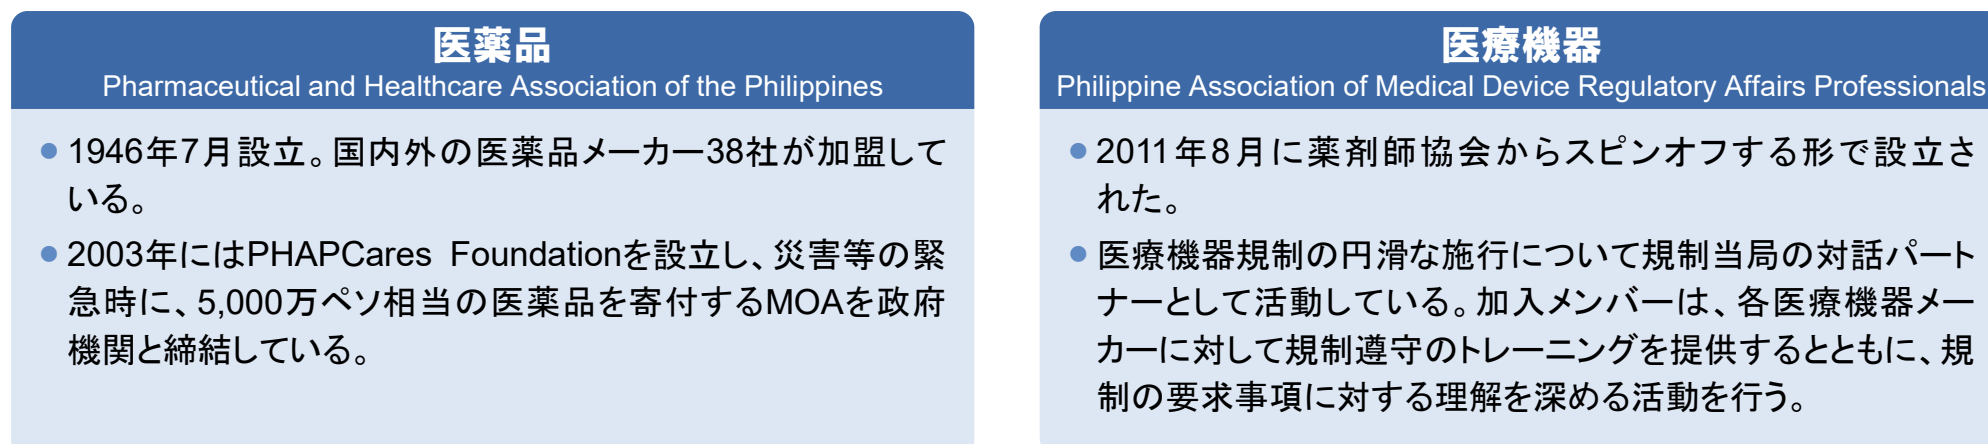 医薬品
Pharmaceutical and Healthcare Association of the Philippines
● 1946年7月設立。国内外の医薬品メーカー38社が加盟して
いる。
● 2003年にはPHAPCares Foundationを設立し、災害等の緊
急時に、5,000万ペソ相当の医薬品を寄付するMOAを政府
機関と締結している。
医療機器
Philippine Association of Medical Device Regulatory Affairs Professionals
● 2011年8月に薬剤師協会からスピンオフする形で設立さ
れた。
● 医療機器規制の円滑な施行について規制当局の対話パート
ナーとして活動している。加入メンバーは、各医療機器メー
カーに対して規制遵守のトレーニングを提供するとともに、規
制の要求事項に対する理解を深める活動を行う。